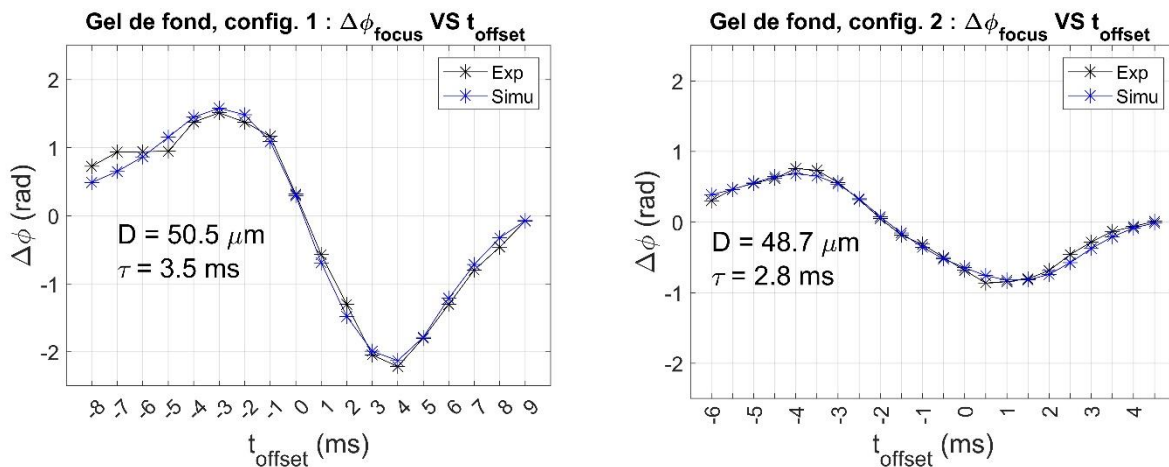 Gel de fond, config. 1 : Δϕfocus VS toffset
Exp
Simu
2
1
0
-1
-2
Δϕ (rad)
D = 50.5 μm
τ = 3.5 ms
-8 -7 -6 -5 -4 -3 -2 -1 0 1 2 3 4 5 6 7 8 9
toffset (ms)
Gel de fond, config. 2 : Δϕfocus VS toffset
Exp
Simu
2
1
0
-1
-2
Δϕ (rad)
D = 48.7 μm
τ = 2.8 ms
-6 -5 -4 -3 -2 -1 0 1 2 3 4
toffset (ms)